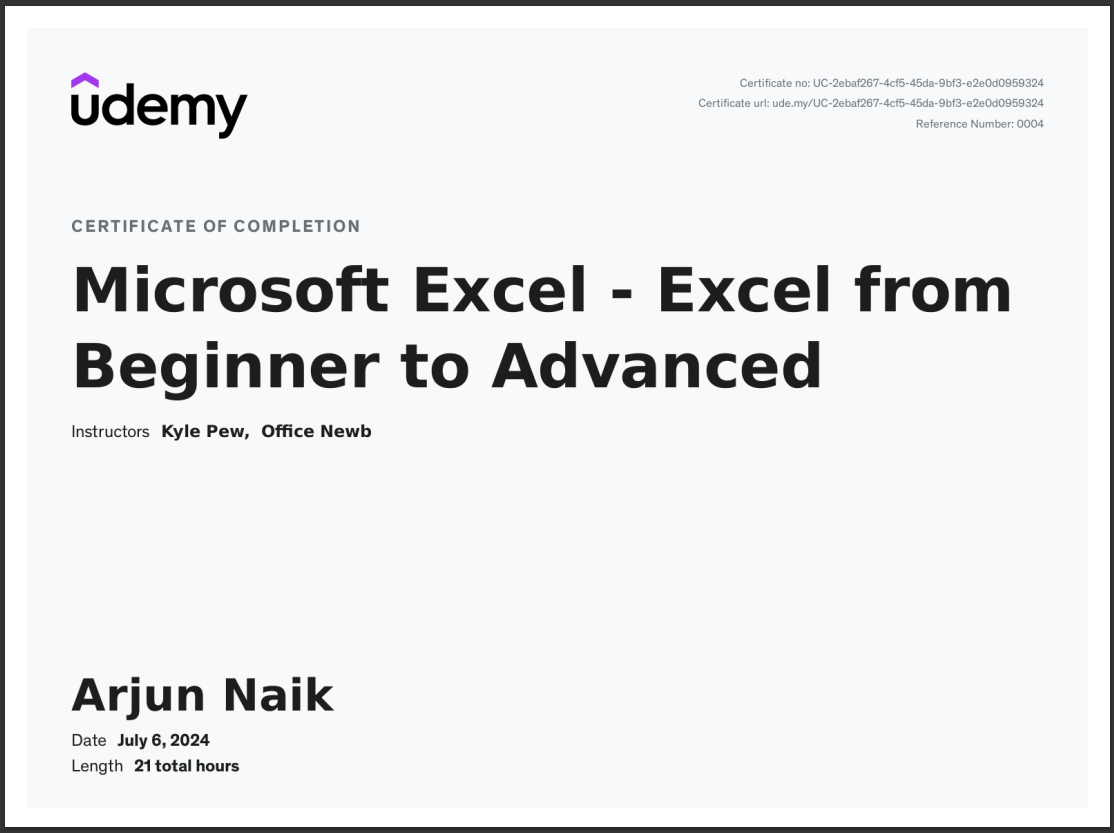 udemy
Certificate no: UC-2ebaf267-4cf5-45da-9bf3-e2e0d0959324
Certificate url: ude.my/UC-2ebaf267-4cf5-45da-9bf3-e2e0d0959324
Reference Number: 0004
CERTIFICATE OF COMPLETION
Microsoft Excel - Excel from
Beginner to Advanced
Instructors Kyle Pew, Office Newb
Arjun Naik
Date July 6, 2024
Length 21 total hours